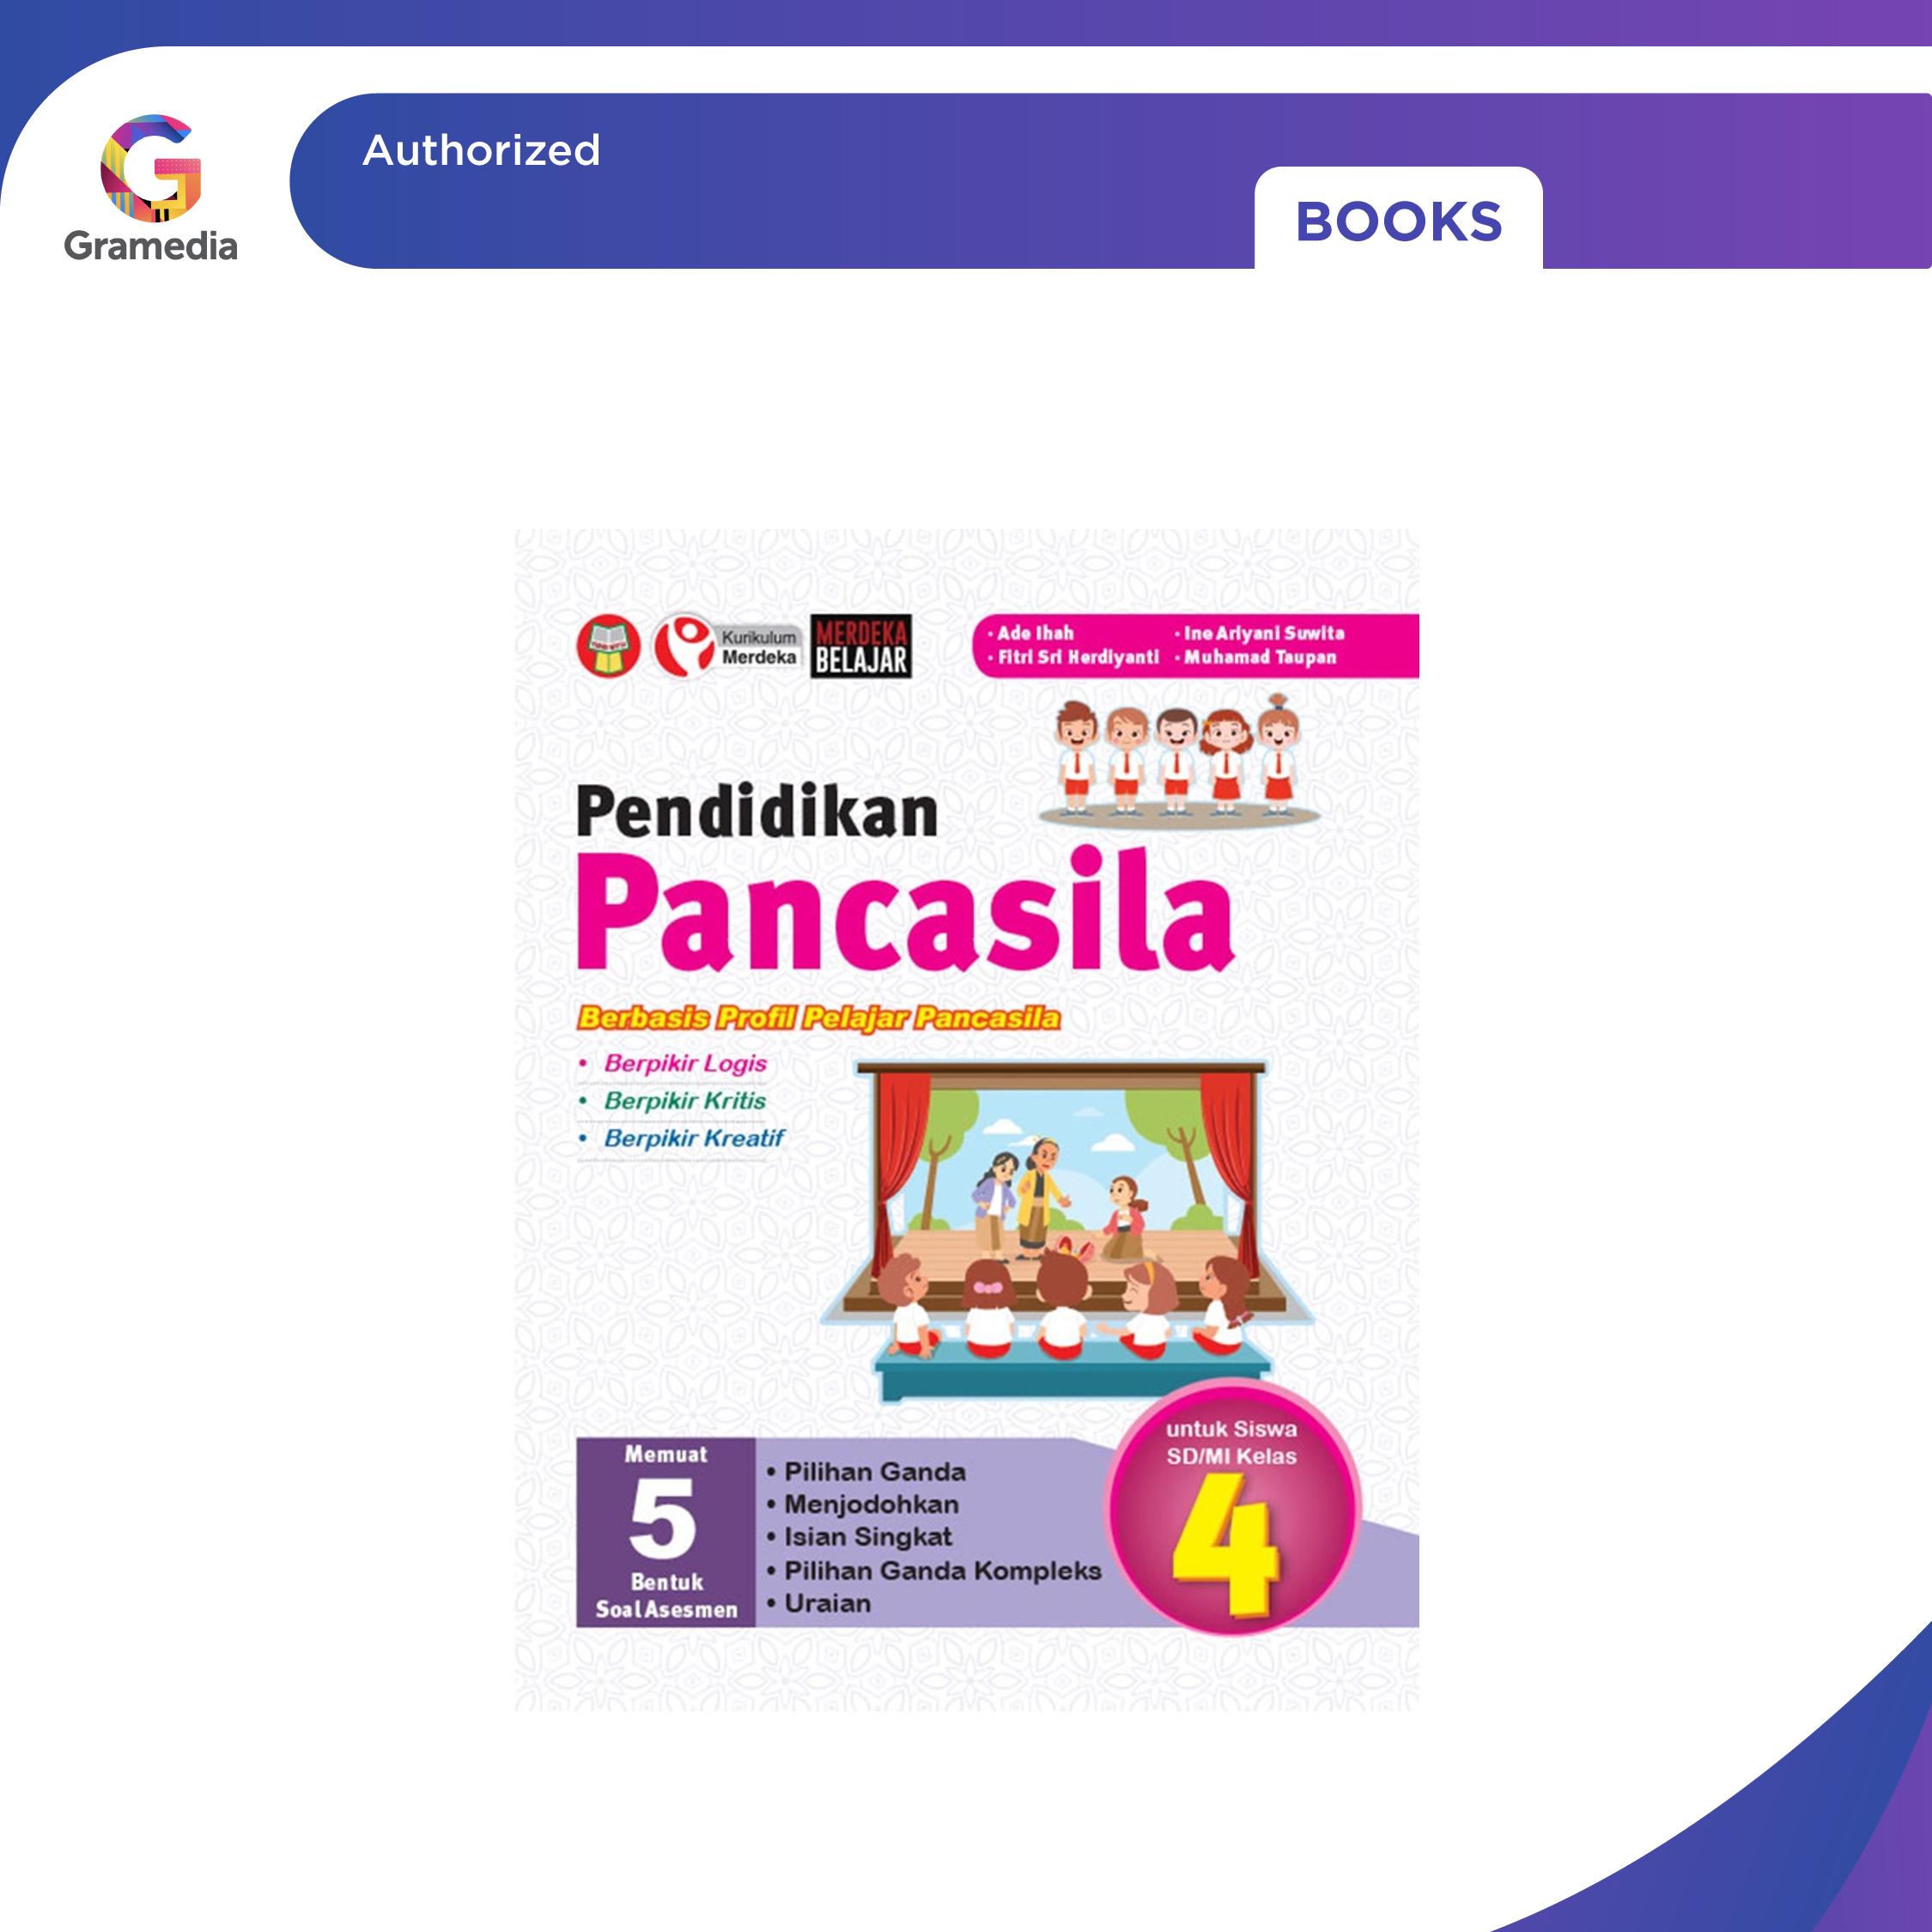 Gramedia
Authorized
BOOKS
Kurikulum
Merdeka
MERDEKA
BELAJAR
• Ade Ihah
• Fitri Sri Herdiyanti
• Ine Ariyani Suwita
• Muhamad Taupan
Pendidikan
Pancasila
Berbasis Profil Pelajar Pancasila
• Berpikir Logis
• Berpikir Kritis
• Berpikir Kreatif
Memuat
5
Bentuk
Soal Asesmen
• Pilihan Ganda
• Menjodohkan
• Isian Singkat
• Pilihan Ganda Kompleks
• Uraian
untuk Siswa
SD/MI Kelas
4